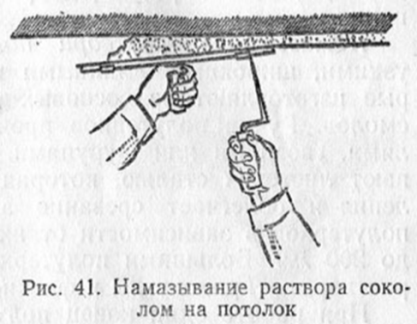 Рис. 41. Намазывание раствора соко-
лом на потолок